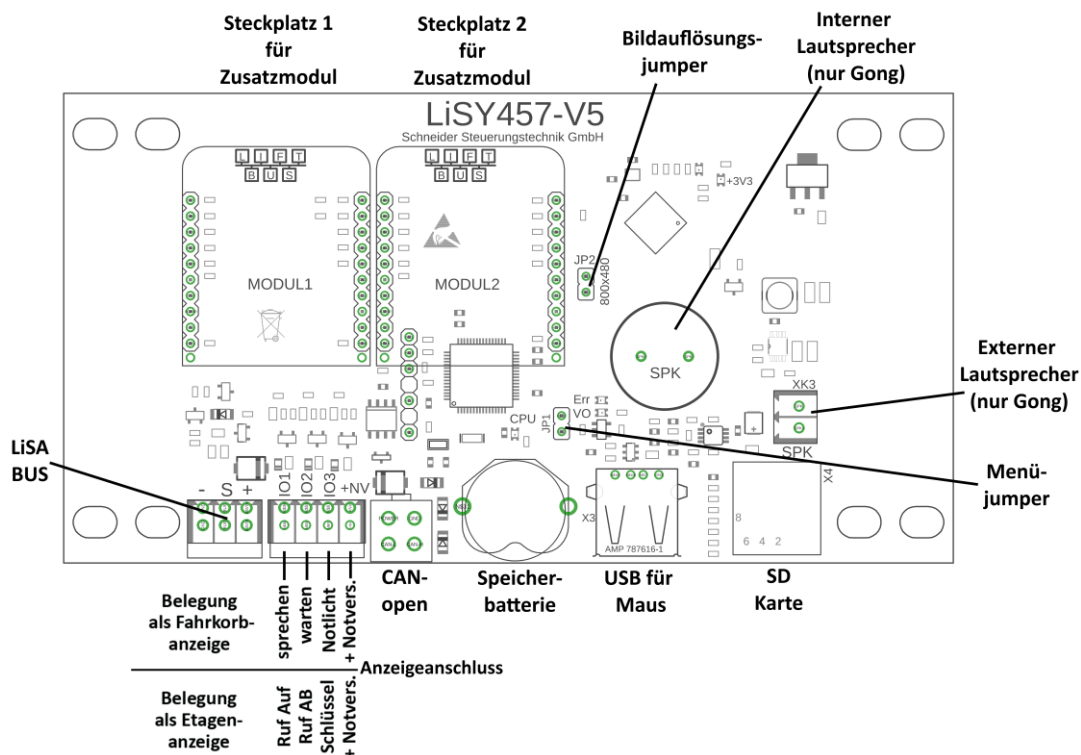 Steckplatz 1
für
Zusatzmodul
Steckplatz 2
für
Zusatzmodul
Bildauflösungs-
jumper
Interner
Lautsprecher
(nur Gong)
LiSY457-V5
Schneider Steuerungstechnik GmbH
L I F T
B U S
L I F T
B U S
+3V3
JP2
800x480
MODUL1
MODUL2
SPK
Externer
Lautsprecher
(nur Gong)
XK3
SPK
Err
VO
CPU
JP1
LiSA
BUS
- S +
IO1
IO2
IO3
+NV
X3
AMP 787616-1
X4
8
6 4 2
Menü-
jumper
CAN-
open
Speicher-
batterie
USB für
Maus
SD
Karte
Belegung
als Fahrkorb-
anzeige
sprechen
warten
Notlicht
+ Notvers.
Anzeigeanschluss
Belegung
als Etagen-
anzeige
Ruf Auf
Ruf AB
Schlüssel
+ Notvers.